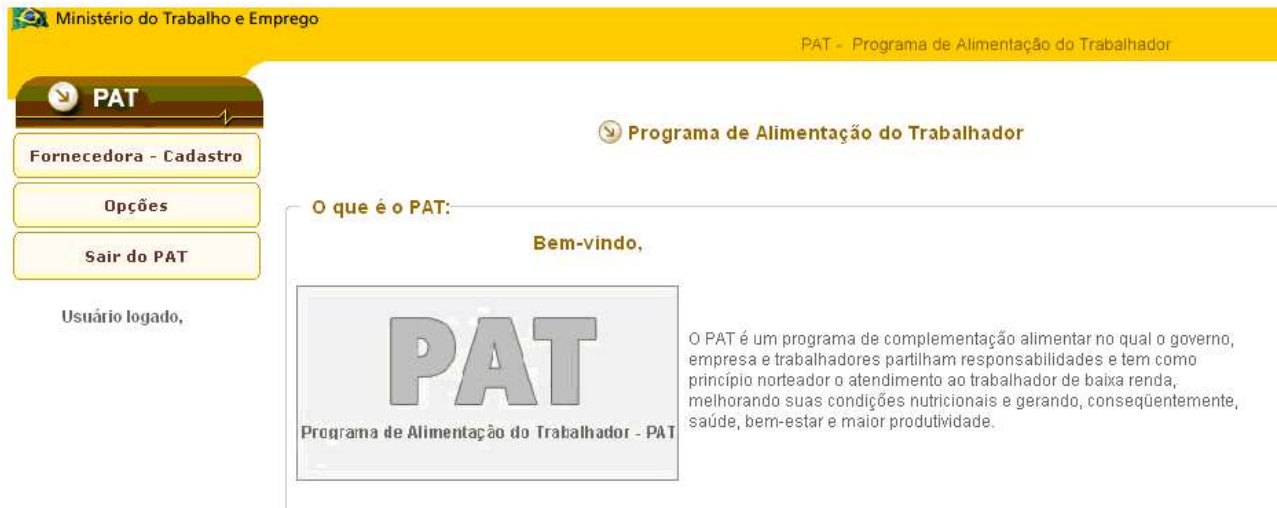 Ministério do Trabalho e Emprego
PAT - Programa de Alimentação do Trabalhador
PAT
Fornecedora - Cadastro
Opções
Sair do PAT
Usuário logado,
Programa de Alimentação do Trabalhador
O que é o PAT:
Bem-vindo,
PAT
Programa de Alimentação do Trabalhador - PAT
O PAT é um programa de complementação alimentar no qual o governo,
empresa e trabalhadores partilham responsabilidades e tem como
princípio norteador o atendimento ao trabalhador de baixa renda,
melhorando suas condições nutricionais e gerando, conseqüentemente,
saúde, bem-estar e maior produtividade.